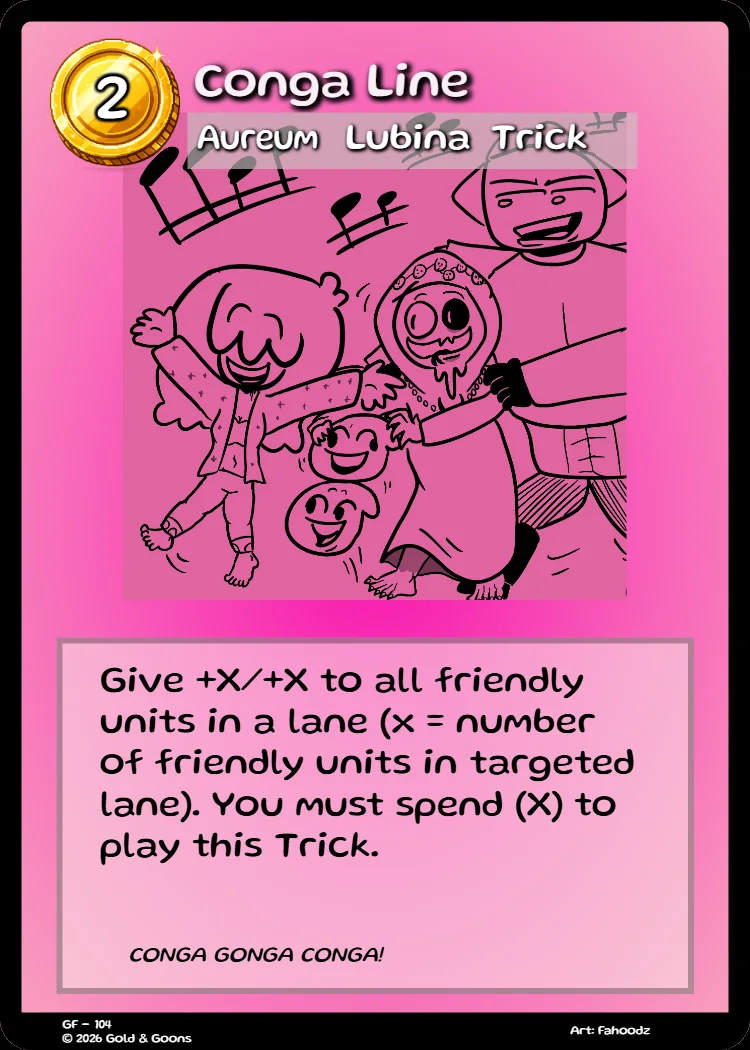 2
Conga Line
Aureum Lubina Trick
Give +X/+X to all friendly
units in a lane (x = number
of friendly units in targeted
lane). You must spend (X) to
play this Trick.
CONGA GONGA CONGA!
GF - 104
© 2026 Gold & Goons
Art: Fahoodz